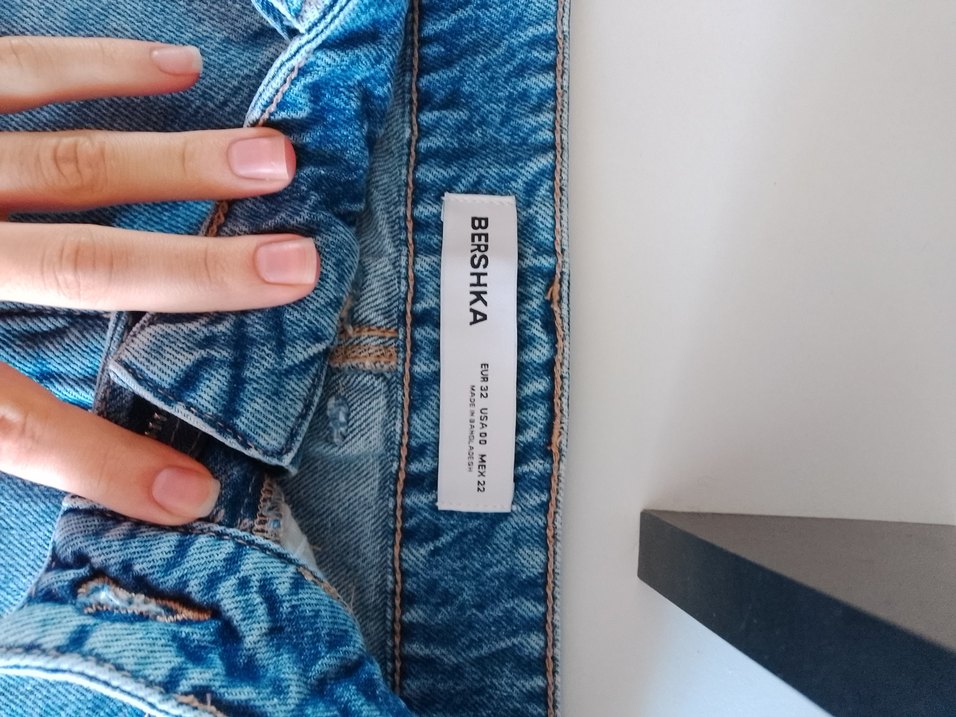 BERSHKA
EUR 32 USA 00 MEX 22
MADE IN BANGLADESH